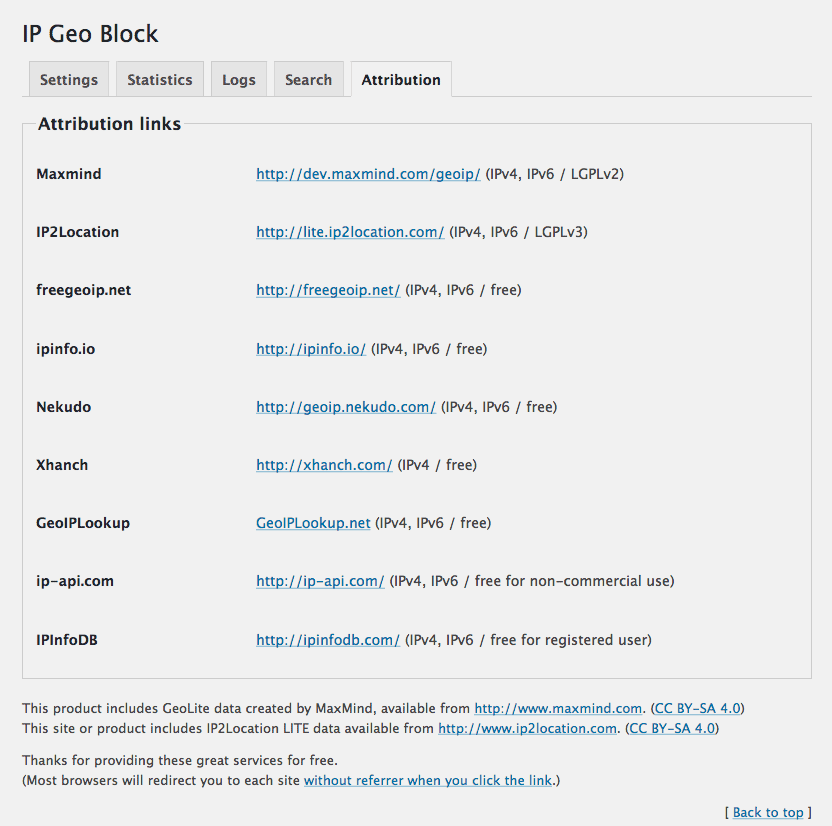 IP Geo Block
Settings Statistics Logs Search Attribution
Attribution links
Maxmind http://dev.maxmind.com/geoip/ (IPv4, IPv6 / LGPLv2)
IP2Location http://lite.ip2location.com/ (IPv4, IPv6 / LGPLv3)
freegeoip.net http://freegeoip.net/ (IPv4, IPv6 / free)
ipinfo.io http://ipinfo.io/ (IPv4, IPv6 / free)
Nekudo http://geoip.nekudo.com/ (IPv4, IPv6 / free)
Xhanch http://xhanch.com/ (IPv4 / free)
GeoIPLookup GeoIPLookup.net (IPv4, IPv6 / free)
ip-api.com http://ip-api.com/ (IPv4, IPv6 / free for non-commercial use)
IPInfoDB http://ipinfodb.com/ (IPv4, IPv6 / free for registered user)
This product includes GeoLite data created by MaxMind, available from http://www.maxmind.com. (CC BY-SA 4.0)
This site or product includes IP2Location LITE data available from http://www.ip2location.com. (CC BY-SA 4.0)
Thanks for providing these great services for free.
(Most browsers will redirect you to each site without referrer when you click the link.)
[ Back to top ]